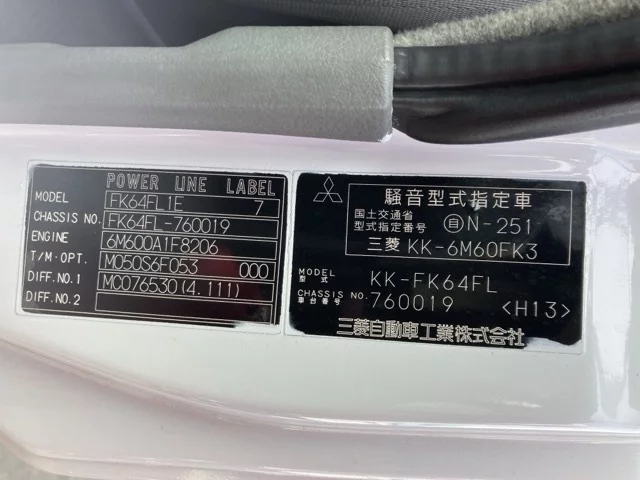 POWER LINE LABEL
MODEL FK64FL1E 7
CHASSIS NO. FK64FL-760019
ENGINE 6M600A1F8206
T/M·OPT. M050S6F053 000
DIFF.NO.1 MC076530(4.111)
DIFF.NO.2
騒音型式指定車
国土交通省
型式指定番号 自N-251
三菱 KK-6M60FK3
MODEL
型式 KK-FK64FL
CHASSIS NO.
車台番号 760019 <H13>
三菱自動車工業株式会社